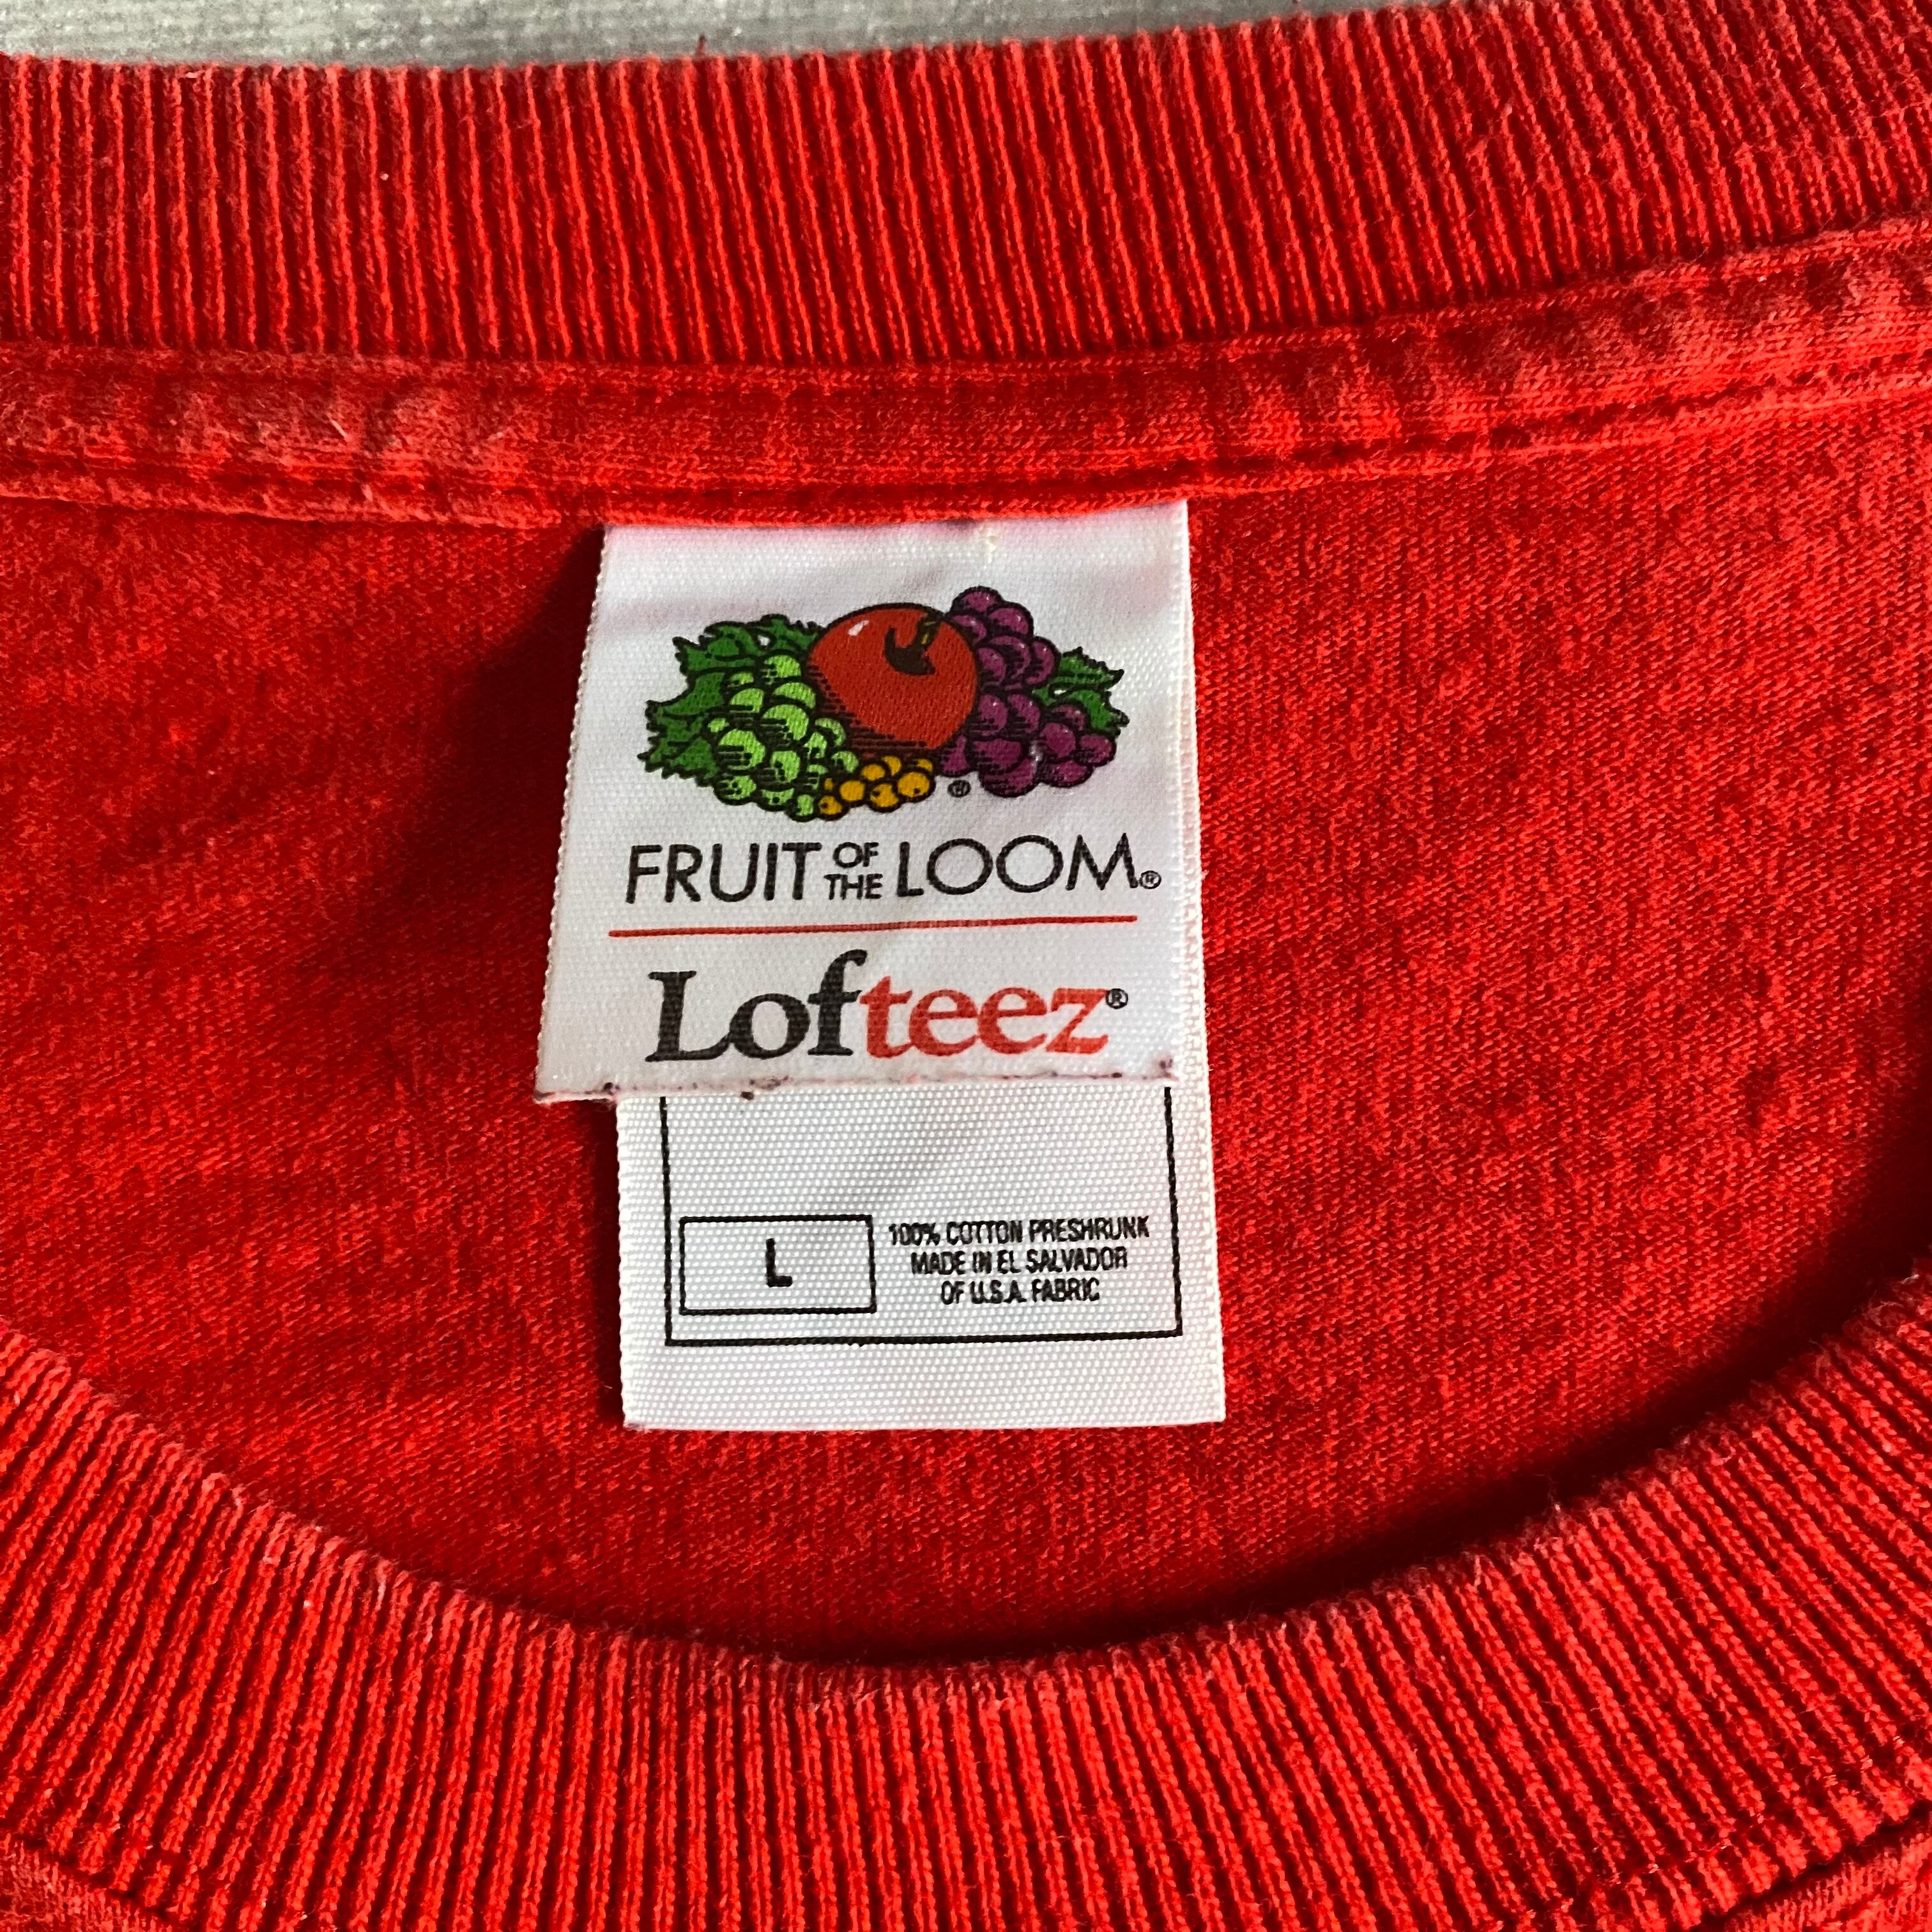 ®
FRUIT OF THE LOOM®
Lofteez®
L
100% COTTON PRESHRUNK
MADE IN EL SALVADOR
OF U.S.A. FABRIC